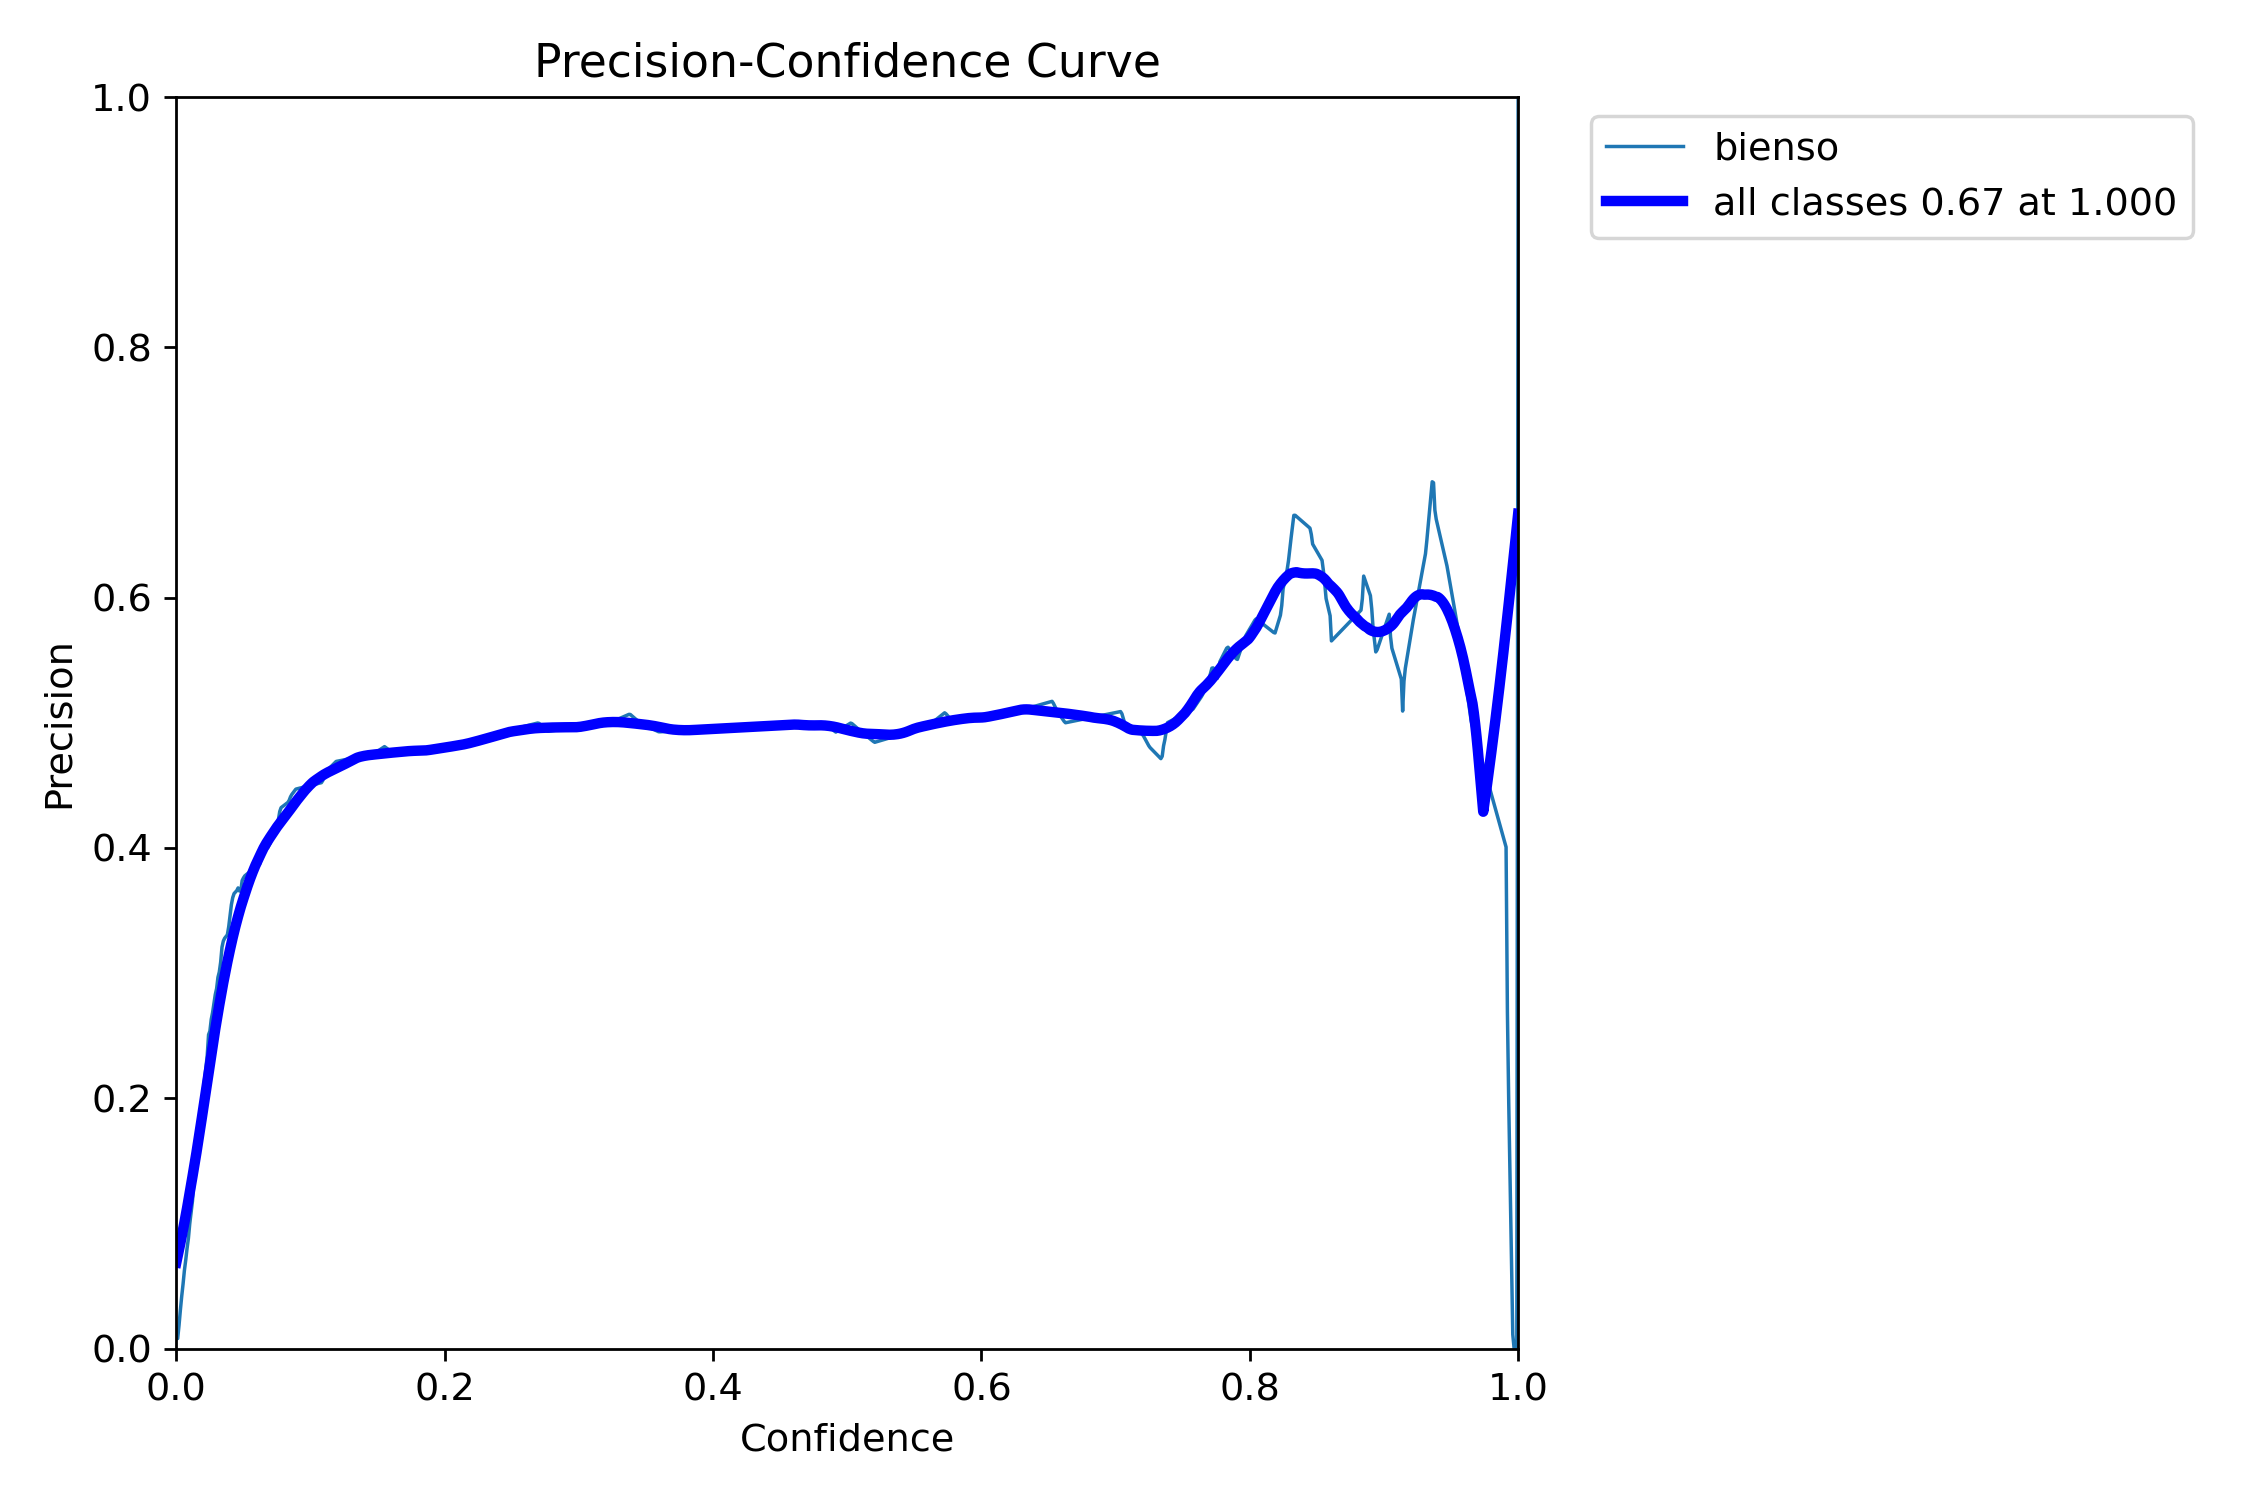 Precision-Confidence Curve
1.0
0.8
0.6
0.4
0.2
0.0
Precision
0.0 0.2 0.4 0.6 0.8 1.0
Confidence
bienso
all classes 0.67 at 1.000